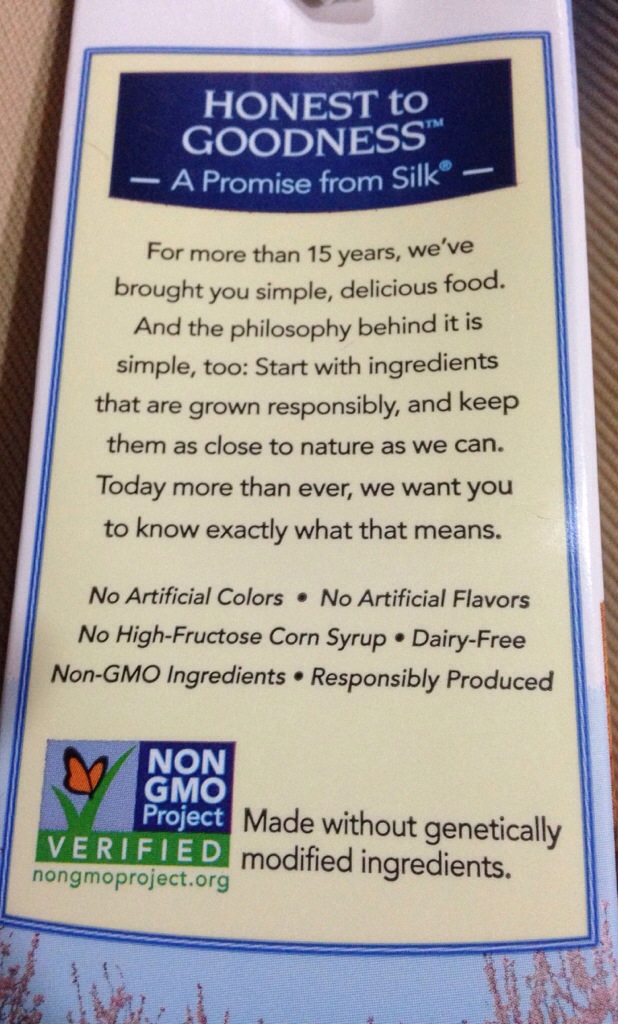 HONEST to
GOODNESS™
— A Promise from Silk® —
For more than 15 years, we've
brought you simple, delicious food.
And the philosophy behind it is
simple, too: Start with ingredients
that are grown responsibly, and keep
them as close to nature as we can.
Today more than ever, we want you
to know exactly what that means.
No Artificial Colors • No Artificial Flavors
No High-Fructose Corn Syrup • Dairy-Free
Non-GMO Ingredients • Responsibly Produced
NON
GMO
Project
VERIFIED
nongmoproject.org
Made without genetically
modified ingredients.